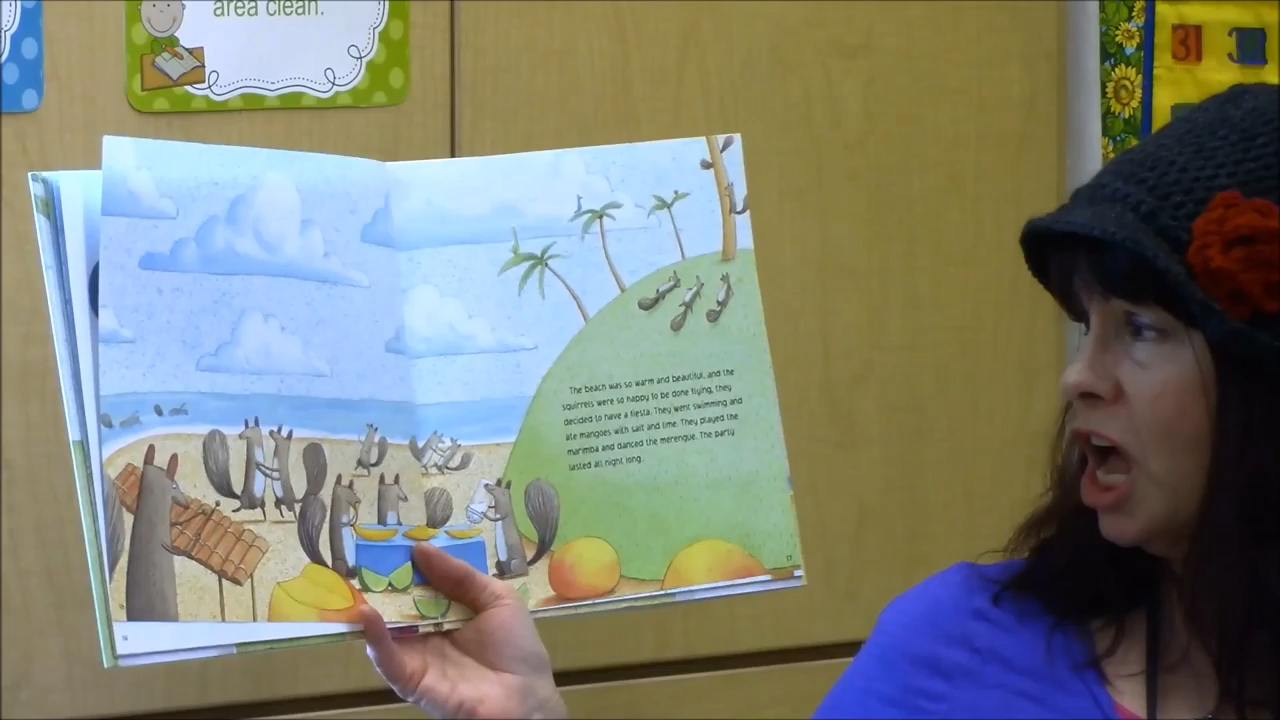 area clean.
31
The beach was so warm and beautiful, and the
squirrels were so happy to be done flying, they
decided to have a fiesta. They went swimming and
ate mangoes with salt and lime. They played the
marimba and danced the merengue. The party
lasted all night long.
17
16